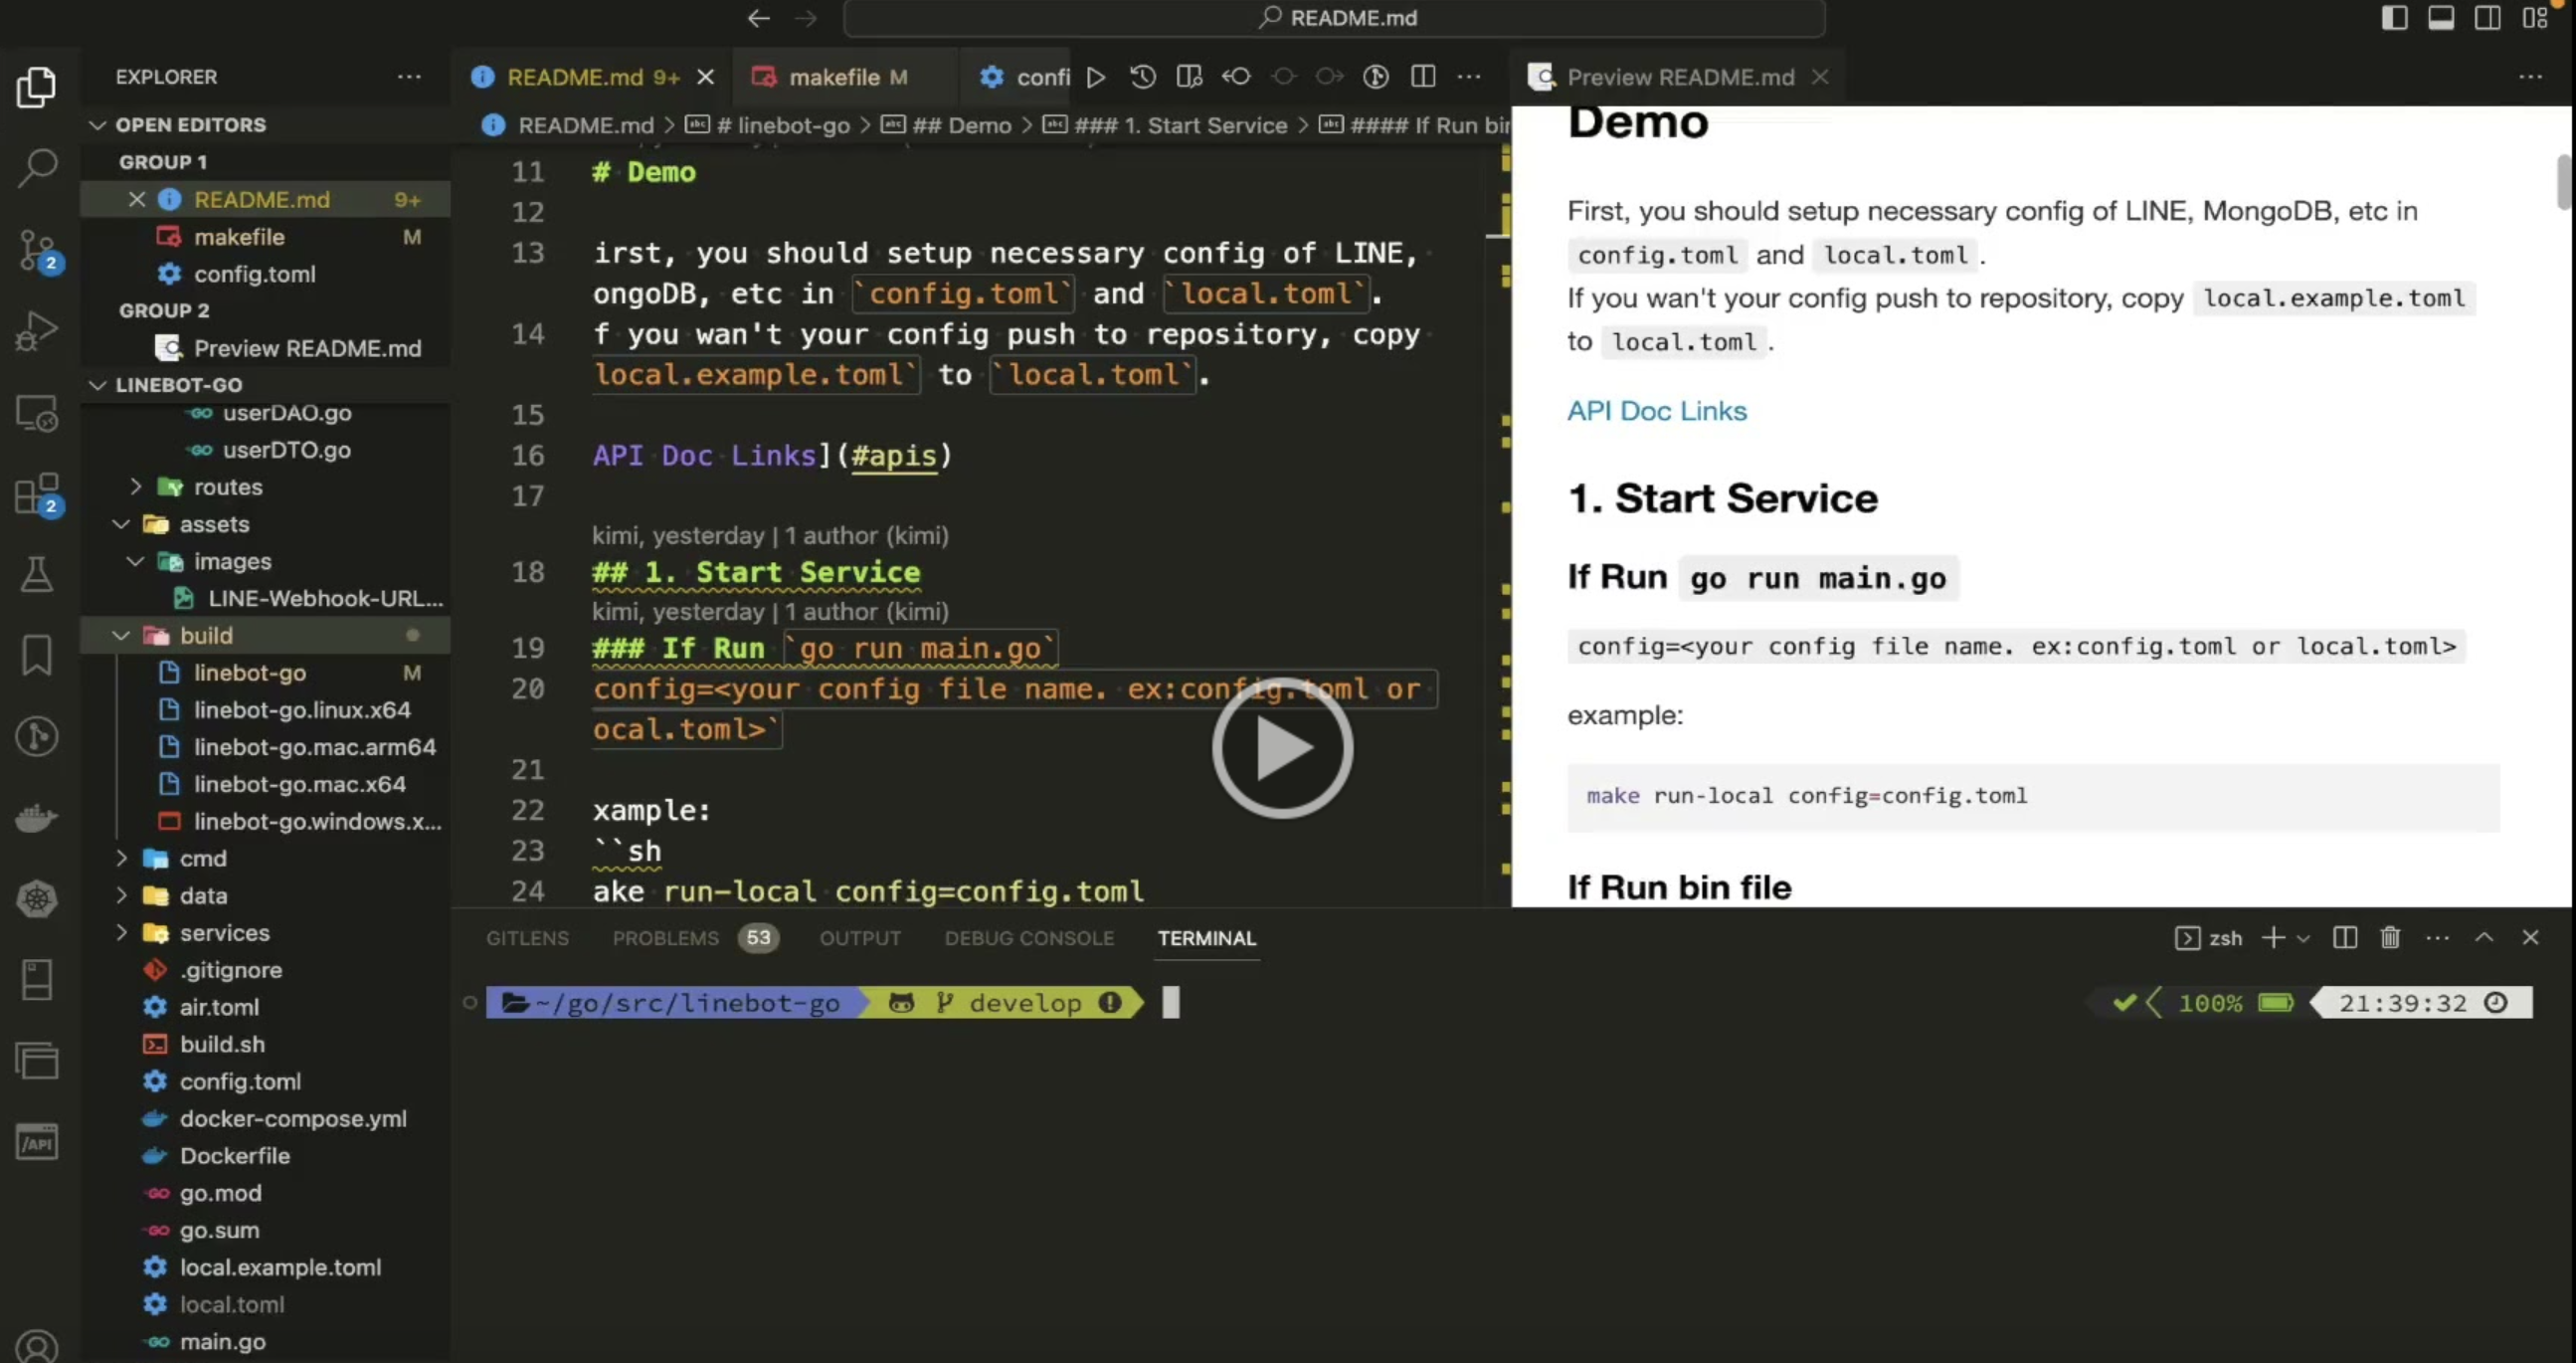 README.md
EXPLORER
OPEN EDITORS
GROUP 1
README.md 9+
makefile M
config.toml
GROUP 2
Preview README.md
LINEBOT-GO
userDAO.go
userDTO.go
routes
assets
images
LINE-Webhook-URL...
build
linebot-go M
linebot-go.linux.x64
linebot-go.mac.arm64
linebot-go.mac.x64
linebot-go.windows.x...
cmd
data
services
.gitignore
air.toml
build.sh
config.toml
docker-compose.yml
Dockerfile
go.mod
go.sum
local.example.toml
local.toml
main.go
2
2
/API
README.md 9+
makefile M
confi
README.md > # linebot-go > ## Demo > ### 1. Start Service > #### If Run bin
11 # Demo
12
13 irst, you should setup necessary config of LINE,
ongoDB, etc in `config.toml` and `local.toml`.
14 f you wan't your config push to repository, copy
local.example.toml` to `local.toml`.
15
16 API Doc Links](#apis)
17
kimi, yesterday | 1 author (kimi)
18 ## 1. Start Service
kimi, yesterday | 1 author (kimi)
19 ### If Run `go run main.go`
20 config=<your config file name. ex:config.toml or
ocal.toml>`
21
22 xample:
23 ``sh
24 ake run-local config=config.toml
Preview README.md
Demo
First, you should setup necessary config of LINE, MongoDB, etc in
config.toml and local.toml .
If you wan't your config push to repository, copy local.example.toml
to local.toml .
API Doc Links
1. Start Service
If Run go run main.go
config=<your config file name. ex:config.toml or local.toml>
example:
make run-local config=config.toml
If Run bin file
GITLENS PROBLEMS 53 OUTPUT DEBUG CONSOLE TERMINAL
zsh
~/go/src/linebot-go develop
100% 21:39:32